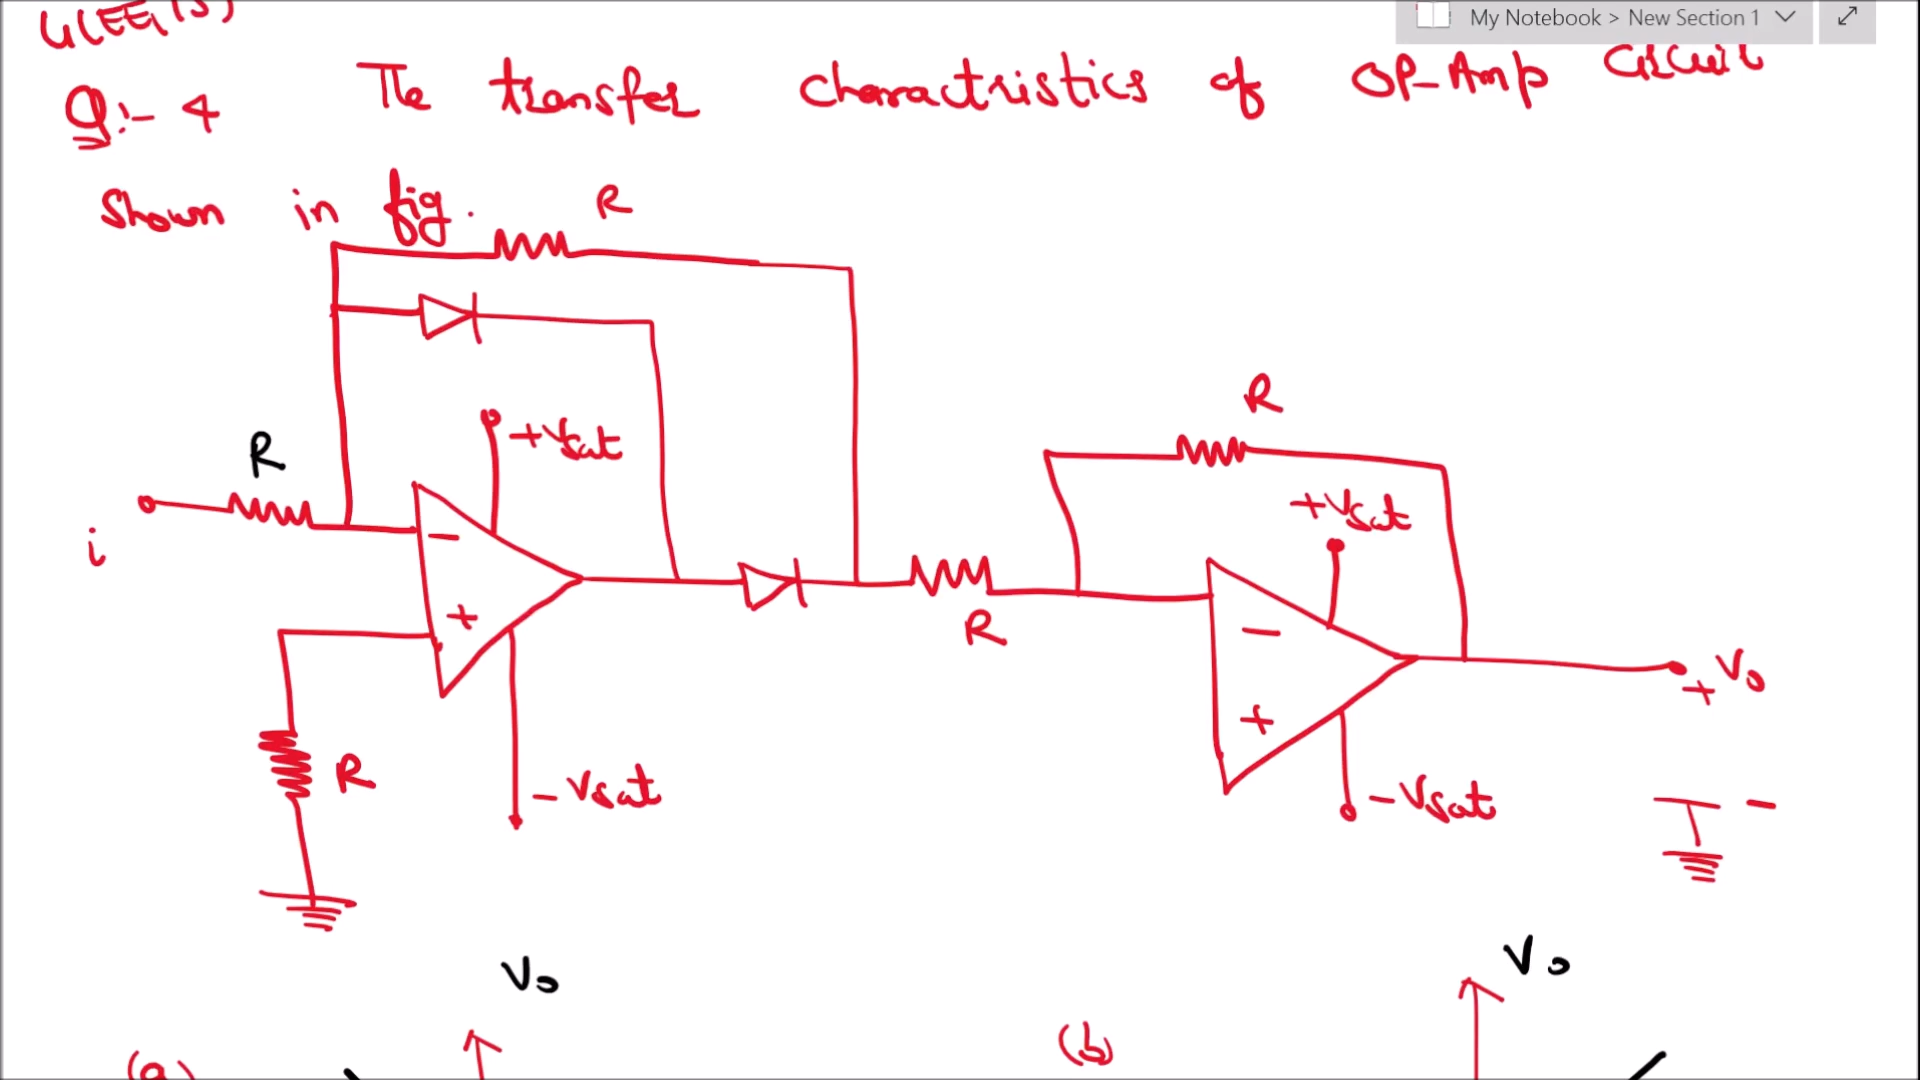 My Notebook > New Section 1
Q:- 4 The transfer charactristics of OP-Amp Circuit
Shown in fig.
R
R
+Vsat
R
+Vsat
i
-
+
R
-
+ Vo
R
+
-Vsat
-Vsat
-
Vo
Vo
(a)
(b)